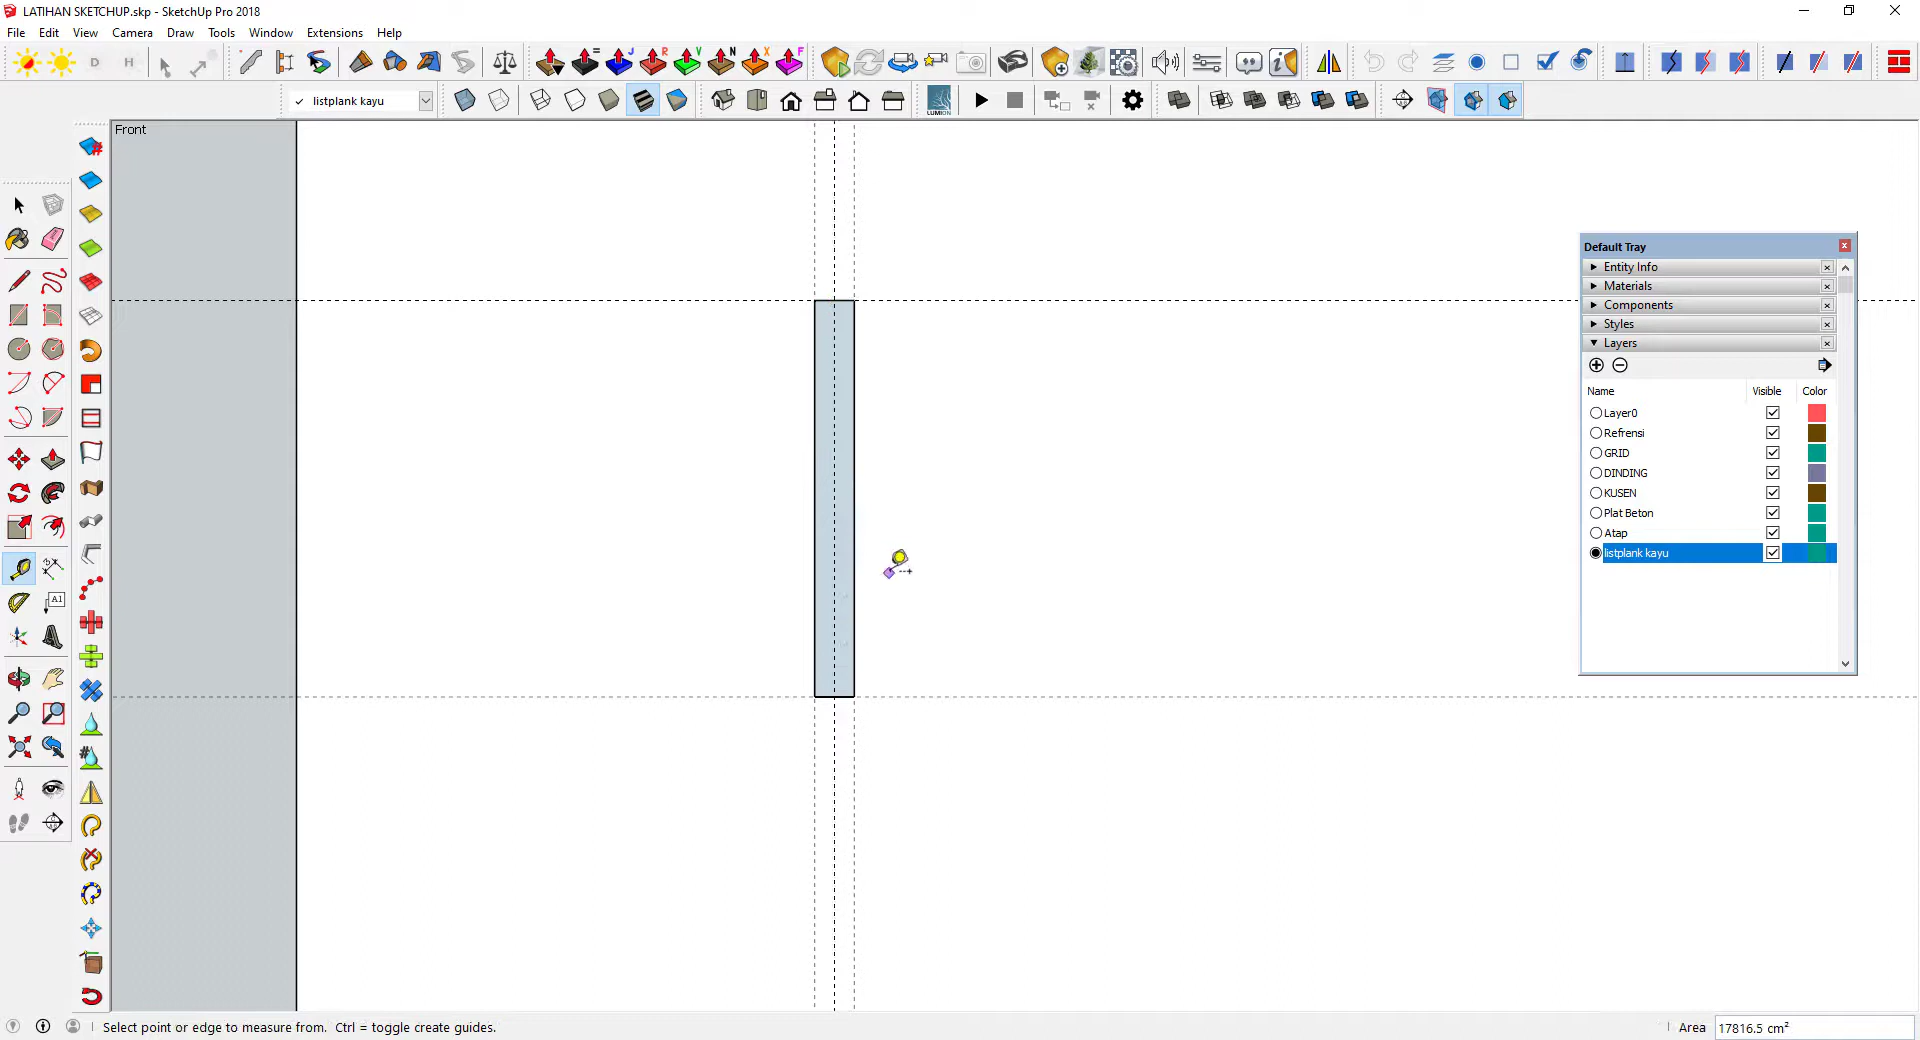 LATIHAN SKETCHUP.skp - SketchUp Pro 2018
File Edit View Camera Draw Tools Window Extensions Help
D H = J R V N X F
✓ listplank kayu
LUMION
Front
Default Tray
Entity Info
Materials
Components
Styles
Layers
Name Visible Color
Layer0
Refrensi
GRID
DINDING
KUSEN
Plat Beton
Atap
listplank kayu
A1
Select point or edge to measure from. Ctrl = toggle create guides.
Area 17816.5 cm²